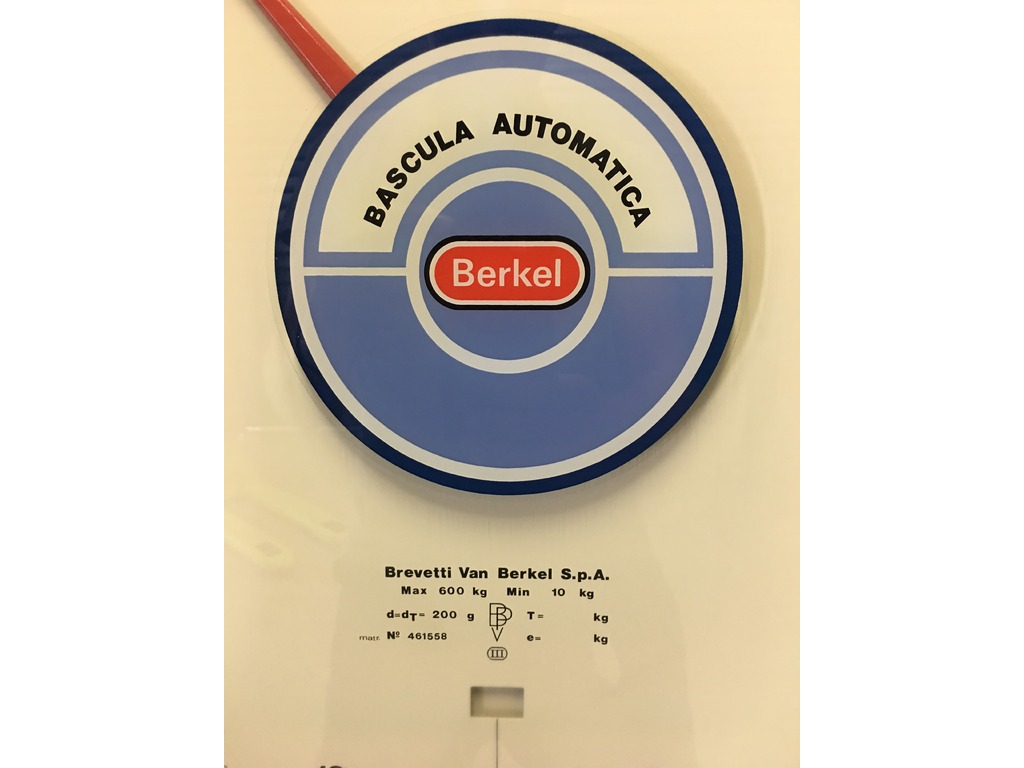 BASCULA AUTOMATICA
Berkel
Brevetti Van Berkel S.p.A.
Max 600 kg Min 10 kg
d=dT= 200 g T= kg
matr. Nº 461558 e= kg
BPV
III